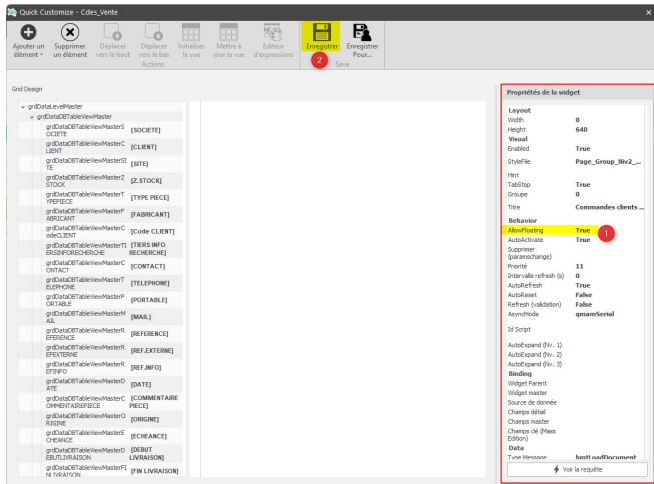 Quick Customize - Cdes_Vente
Ajouter un élément
Supprimer un élément
Déplacer vers le haut
Déplacer vers le bas
Initialiser la vue
Mettre à jour la vue
Editeur d'expressions
Enregistrer
Enregistrer Pour...
Actions
Save
2
Grid Design
grdDataLevelMaster
grdDataDBTableViewMaster
grdDataDBTableViewMasterSOCIETE [SOCIETE]
grdDataDBTableViewMasterCLIENT [CLIENT]
grdDataDBTableViewMasterSITE [SITE]
grdDataDBTableViewMasterZSTOCK [Z.STOCK]
grdDataDBTableViewMasterTYPEPIECE [TYPE PIECE]
grdDataDBTableViewMasterFABRICANT [FABRICANT]
grdDataDBTableViewMasterCodeCLIENT [Code CLIENT]
grdDataDBTableViewMasterTIERSINFORECHERCHE [TIERS INFO RECHERCHE]
grdDataDBTableViewMasterCONTACT [CONTACT]
grdDataDBTableViewMasterTELEPHONE [TELEPHONE]
grdDataDBTableViewMasterPORTABLE [PORTABLE]
grdDataDBTableViewMasterMAIL [MAIL]
grdDataDBTableViewMasterREFERENCE [REFERENCE]
grdDataDBTableViewMasterREFEXTERNE [REF.EXTERNE]
grdDataDBTableViewMasterREFINFO [REF.INFO]
grdDataDBTableViewMasterDATE [DATE]
grdDataDBTableViewMasterCOMMENTAIREPIECE [COMMENTAIRE PIECE]
grdDataDBTableViewMasterORIGINE [ORIGINE]
grdDataDBTableViewMasterECHEANCE [ECHEANCE]
grdDataDBTableViewMasterDEBUTLIVRAISON [DEBUT LIVRAISON]
grdDataDBTableViewMasterFINLIVRAISON [FIN LIVRAISON]
Propriétés de la widget
Layout
Width 0
Height 640
Visual
Enabled True
StyleFile Page_Group_Niv2_...
Hint
TabStop True
Groupe 0
Titre Commandes clients ...
Behavior
AllowFloating True
1
AutoActivate True
Supprimer (paramschange)
Priorité 11
Intervalle refresh (s) 0
AutoRefresh True
AutoReset False
Refresh (validation) False
AsyncMode qmamSerial
Id Script
AutoExpand (Nv. 1)
AutoExpand (Nv. 2)
AutoExpand (Nv. 3)
Binding
Widget Parent
Widget master
Source de donnée
Champs détail
Champs master
Champs clé (Mass Edition)
Data
Type Message hmtLoadDocument
Voir la requête